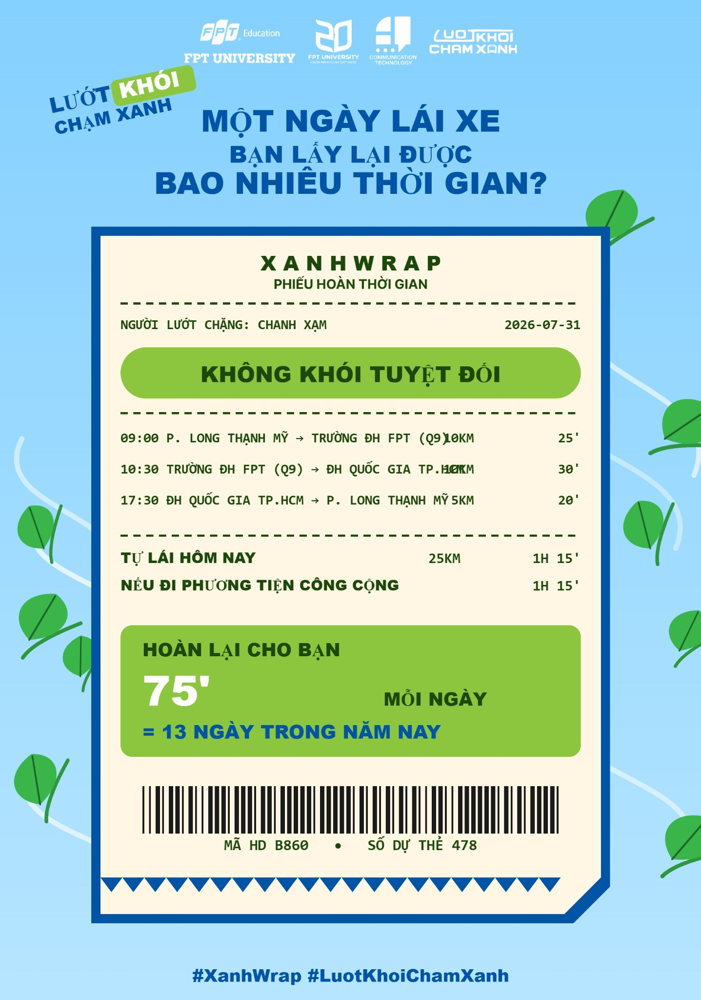 FPT Education
FPT UNIVERSITY
20
FPT UNIVERSITY
COMMUNICATION
TECHNOLOGY
LUOT KHOI
CHAM XANH
LƯỚT KHÓI
CHẠM XANH
MỘT NGÀY LÁI XE
BẠN LẤY LẠI ĐƯỢC
BAO NHIÊU THỜI GIAN?
XANHWRAP
PHIẾU HOÀN THỜI GIAN
NGƯỜI LƯỚT CHẶNG: CHANH XẠM 2026-07-31
KHÔNG KHÓI TUYỆT ĐỐI
09:00 P. LONG THẠNH MỸ → TRƯỜNG ĐH FPT (Q9) 10KM 25'
10:30 TRƯỜNG ĐH FPT (Q9) → ĐH QUỐC GIA TP.HCM 10KM 30'
17:30 ĐH QUỐC GIA TP.HCM → P. LONG THẠNH MỸ 5KM 20'
TỰ LÁI HÔM NAY 25KM 1H 15'
NẾU ĐI PHƯƠNG TIỆN CÔNG CỘNG 1H 15'
HOÀN LẠI CHO BẠN
75' MỖI NGÀY
= 13 NGÀY TRONG NĂM NAY
MÃ HD B860 • SỐ DỰ THẺ 478
#XanhWrap #LuotKhoiChamXanh